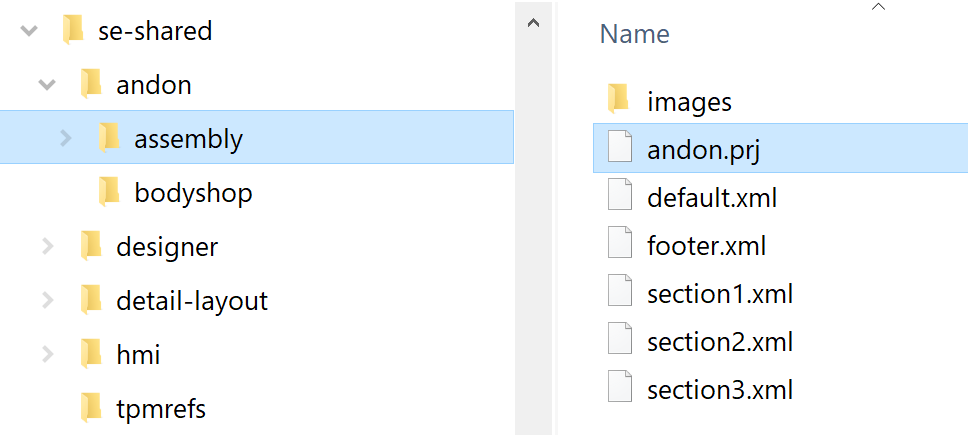 se-shared
andon
assembly
bodyshop
designer
detail-layout
hmi
tpmrefs
Name
images
andon.prj
default.xml
footer.xml
section1.xml
section2.xml
section3.xml